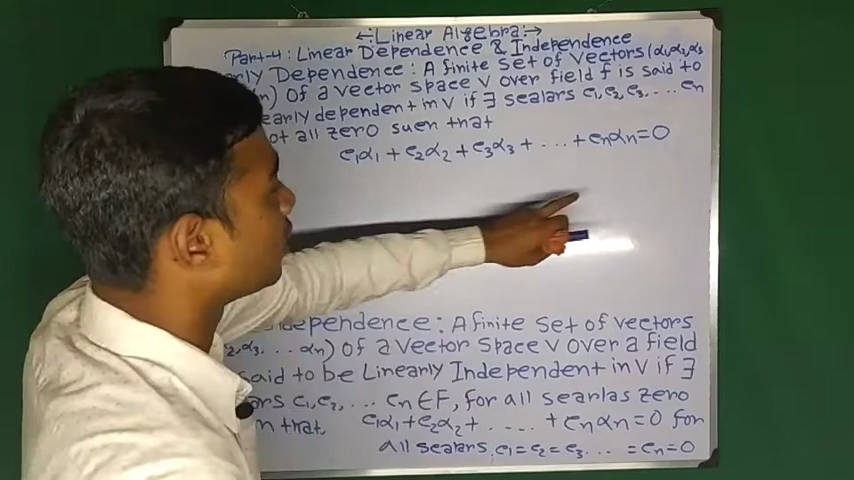 ←:Linear Algebra:→
Part-4: Linear Dependence & Independence
rly Dependence: A finite set of vectors (α₁,α₂,α₃
n) of a vector space V over field F is said to
early dependent in V if ∃ scalars c₁, c₂, c₃, .... cₙ
ot all zero such that
c₁α₁ + c₂α₂ + c₃α₃ + ... + cₙαₙ = 0
ependence: A finite set of vectors
₂, α₃. ... αₙ) of a vector space V over a field
said to be Linearly Independent in V if ∃
ars c₁, c₂, ... cₙ ∈ F, for all searlas zero
that, c₁α₁ + c₂α₂ + ..... + cₙαₙ = 0 for
all scalars, c₁ = c₂ = c₃ ... = cₙ = 0